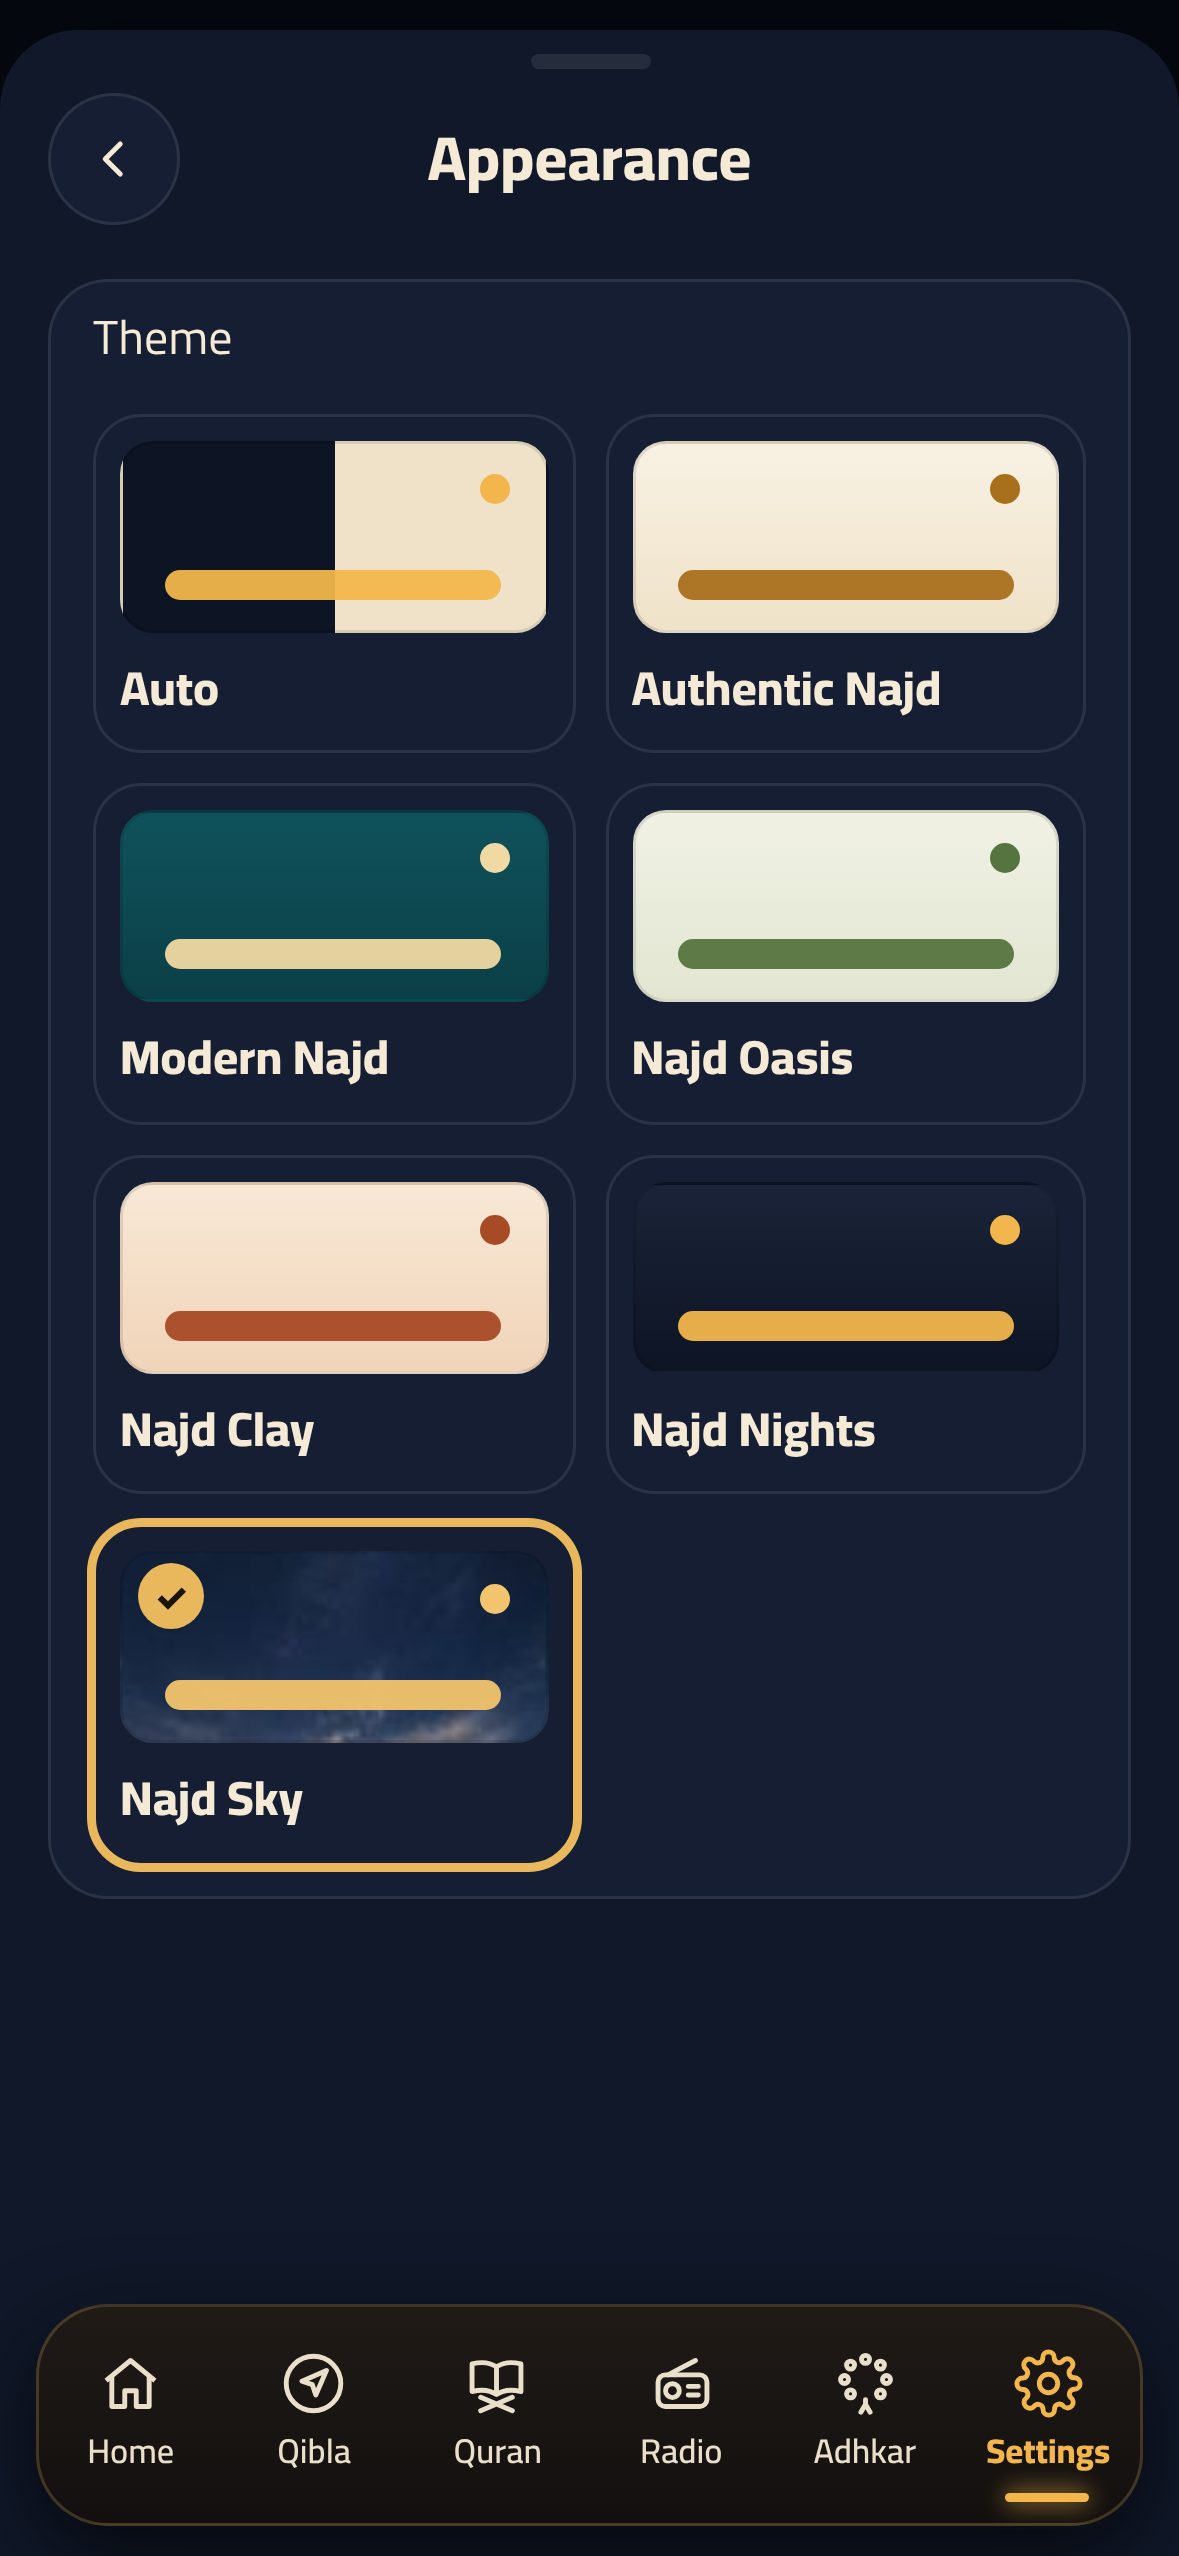 Appearance
Theme
Auto
Authentic Najd
Modern Najd
Najd Oasis
Najd Clay
Najd Nights
Najd Sky
Home
Qibla
Quran
Radio
Adhkar
Settings